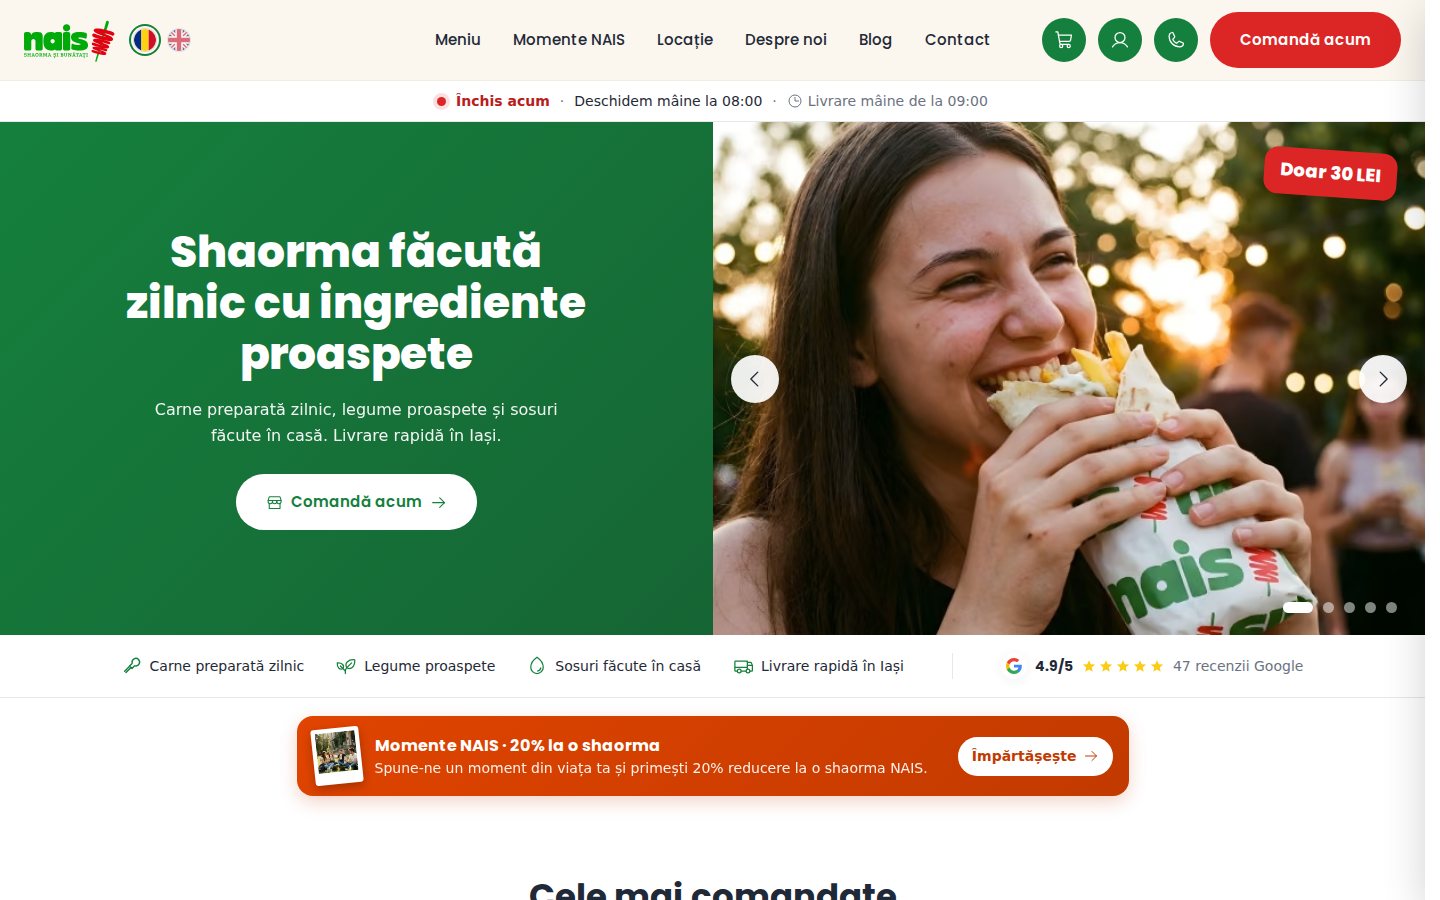 nais
SHAORMA ȘI BUNĂTĂȚI
Meniu
Momente NAIS
Locație
Despre noi
Blog
Contact
Comandă acum
Închis acum · Deschidem mâine la 08:00 · Livrare mâine de la 09:00
Doar 30 LEI
Shaorma făcută
zilnic cu ingrediente
proaspete
Carne preparată zilnic, legume proaspete și sosuri
făcute în casă. Livrare rapidă în Iași.
Comandă acum
nais
Carne preparată zilnic
Legume proaspete
Sosuri făcute în casă
Livrare rapidă în Iași
4.9/5
47 recenzii Google
Momente NAIS · 20% la o shaorma
Spune-ne un moment din viața ta și primești 20% reducere la o shaorma NAIS.
Împărtășește
Cele mai comandate